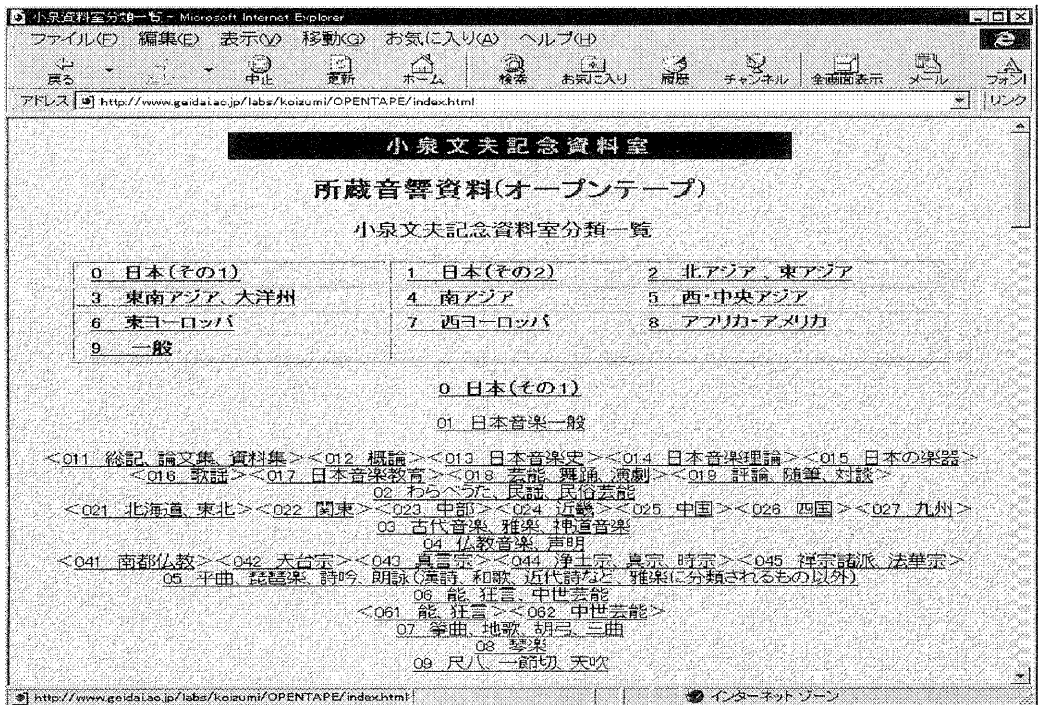 小泉資料室分類一覧 - Microsoft Internet Explorer
ファイル(F) 編集(E) 表示(V) 移動(G) お気に入り(A) ヘルプ(H)
戻る 中止 更新 ホーム 検索 お気に入り 履歴 チャンネル 全画面表示 メール フォント
アドレス http://www.geidai.ac.jp/labs/koizumi/OPENTAPE/index.html リンク
小泉文夫記念資料室
所蔵音響資料(オープンテープ)
小泉文夫記念資料室分類一覧
0 日本(その1) 1 日本(その2) 2 北アジア、東アジア
3 東南アジア、大洋州 4 南アジア 5 西・中央アジア
6 東ヨーロッパ 7 西ヨーロッパ 8 アフリカ・アメリカ
9 一般
0 日本(その1)
01 日本音楽一般
<011 総記、論文集、資料集><012 概論><013 日本音楽史><014 日本音楽理論><015 日本の楽器>
<016 歌謡><017 日本音楽教育><018 芸能、舞踊、演劇><019 評論、随筆、対談>
02 わらべうた、民謡、民俗芸能
<021 北海道、東北><022 関東><023 中部><024 近畿><025 中国><026 四国><027 九州>
03 古代音楽、雅楽、神道音楽
04 仏教音楽、声明
<041 南都仏教><042 天台宗><043 真言宗><044 浄土宗、真宗、時宗><045 禅宗諸派、法華宗>
05 平曲、琵琶楽、詩吟、朗詠(漢詩、和歌、近代詩など、雅楽に分類されるもの以外)
06 能、狂言、中世芸能
<061 能、狂言><062 中世芸能>
07 箏曲、地歌、胡弓、三曲
08 琴楽
09 尺八、一節切、天吹
http://www.geidai.ac.jp/labs/koizumi/OPENTAPE/index.html インターネット ゾーン